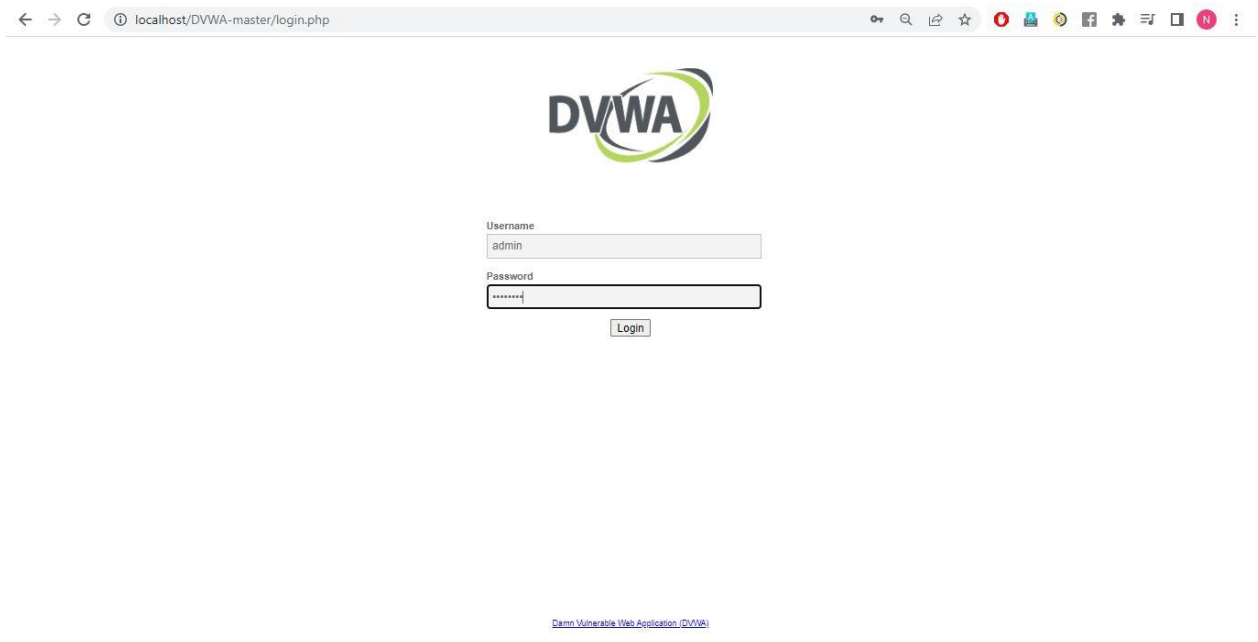 localhost/DVWA-master/login.php
N
DVWA
Username
admin
Password
••••••••
Login
Damn Vulnerable Web Application (DVWA)